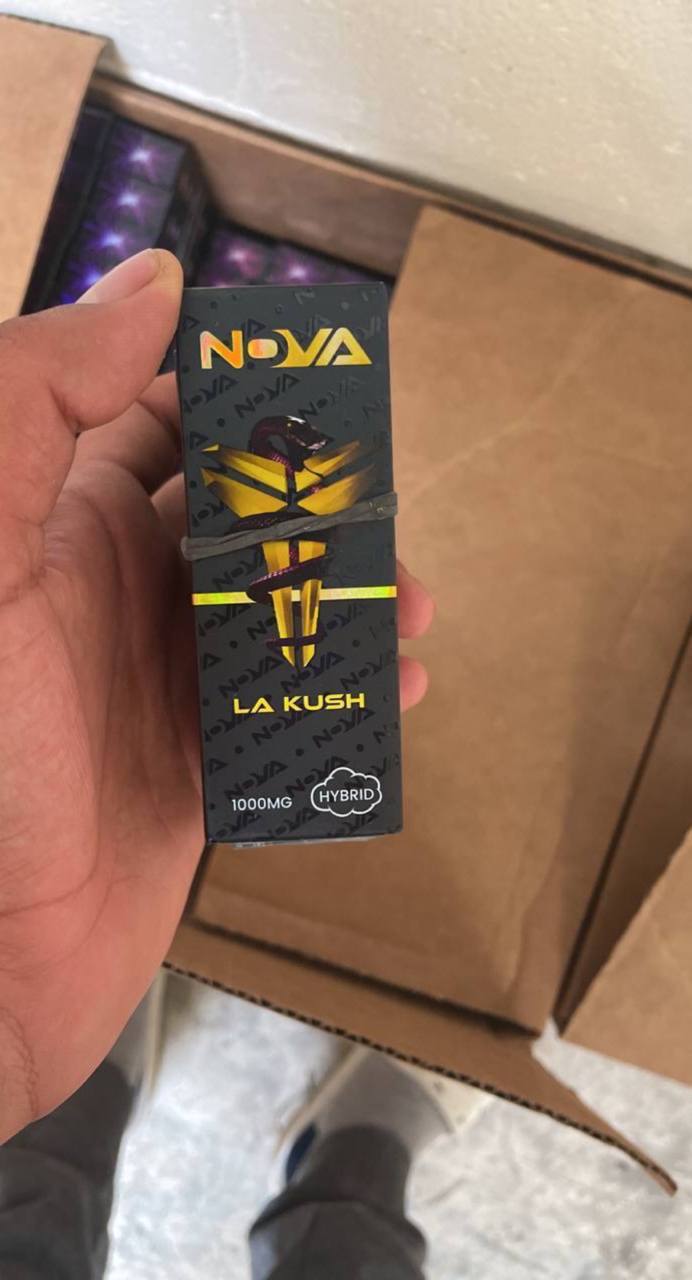 NOVA
LA KUSH
1000MG
HYBRID